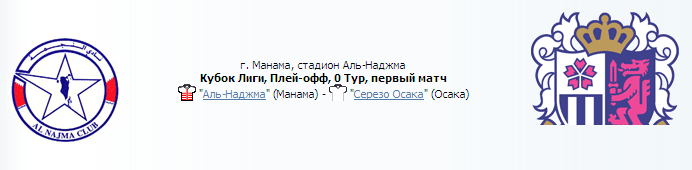 г. Манама, стадион Аль-Наджма
Кубок Лиги, Плей-офф, 0 Тур, первый матч
"Аль-Наджма" (Манама) - "Серезо Осака" (Осака)
AL NAJMA CLUB